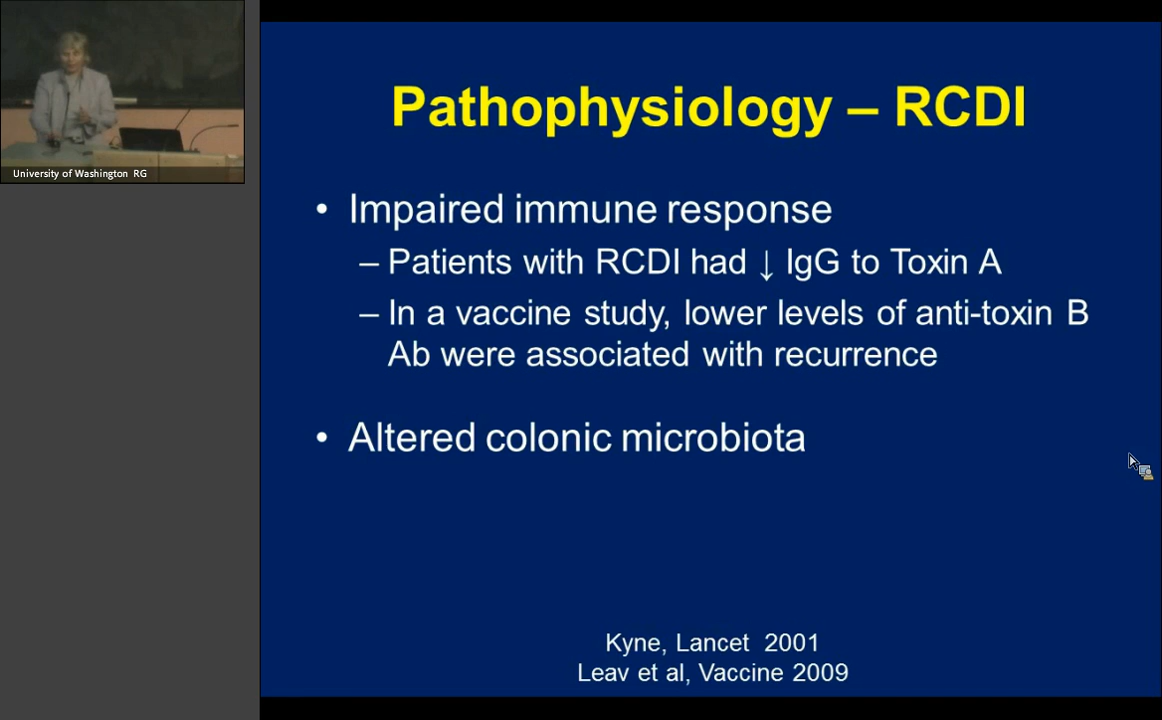 University of Washington RG
Pathophysiology – RCDI
• Impaired immune response
– Patients with RCDI had ↓ IgG to Toxin A
– In a vaccine study, lower levels of anti-toxin B
Ab were associated with recurrence
• Altered colonic microbiota
Kyne, Lancet 2001
Leav et al, Vaccine 2009